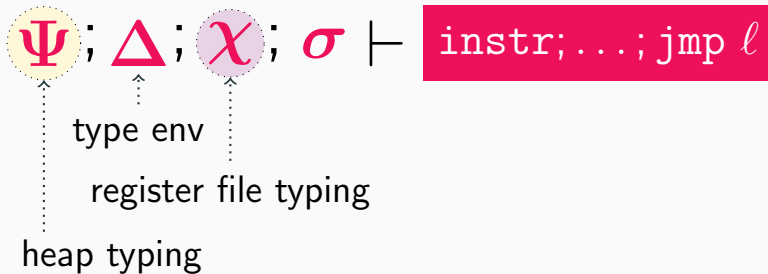 Ψ; Δ; χ; σ ⊢ instr;...; jmp ℓ
type env
register file typing
heap typing